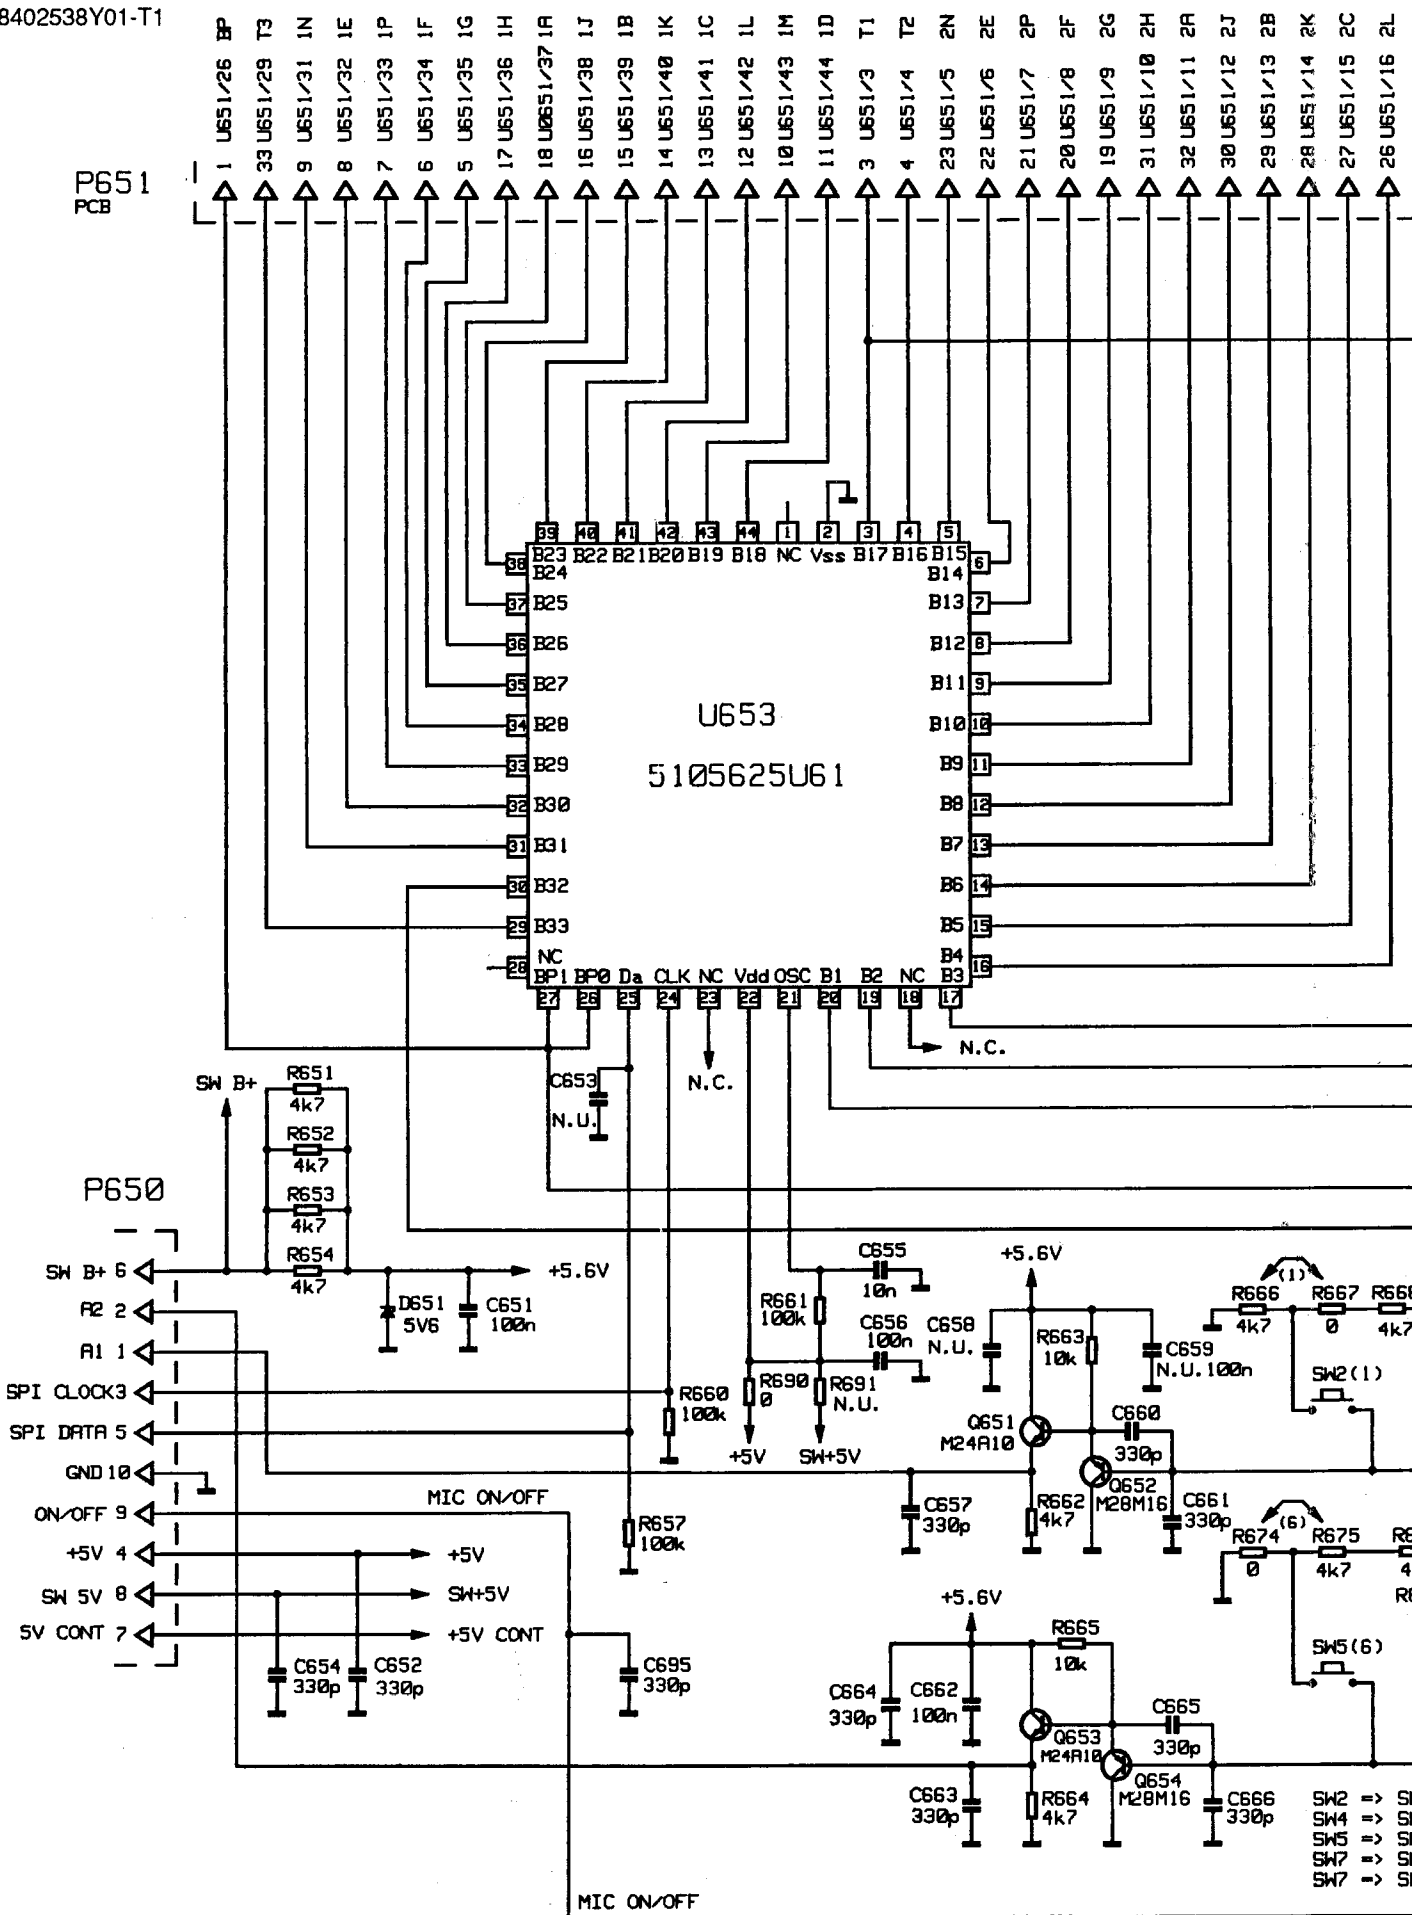 8402538Y01-T1
P651
PCB
1 U651/26 BP
33 U651/29 T3
9 U651/31 1N
8 U651/32 1E
7 U651/33 1P
6 U651/34 1F
5 U651/35 1G
17 U651/36 1H
18 U0651/37 1A
16 U651/38 1J
15 U651/39 1B
14 U651/40 1K
13 U651/41 1C
12 U651/42 1L
10 U651/43 1M
11 U651/44 1D
3 U651/3 T1
4 U651/4 T2
23 U651/5 2N
22 U651/6 2E
21 U651/7 2P
20 U651/8 2F
19 U651/9 2G
31 U651/10 2H
32 U651/11 2A
30 U651/12 2J
29 U651/13 2B
28 U651/14 2K
27 U651/15 2C
26 U651/16 2L
39 40 41 42 43 44 1 2 3 4 5
B23 B22 B21 B20 B19 B18 NC Vss B17 B16 B15
38 B24 B14 6
37 B25 B13 7
36 B26 B12 8
35 B27 B11 9
34 B28 B10 10
U653
33 B29 B9 11
5105625U61
32 B30 B8 12
31 B31 B7 13
30 B32 B6 14
29 B33 B5 15
28 NC B4 16
BP1 BP0 Da CLK NC Vdd OSC B1 B2 NC B3
27 26 25 24 23 22 21 20 19 18 17
N.C.
N.C.
C653
N.U.
SW B+
R651
4k7
R652
4k7
R653
4k7
R654
4k7
P650
SW B+ 6
A2 2
A1 1
SPI CLOCK3
SPI DATA 5
GND 10
ON/OFF 9
+5V 4
SW 5V 8
5V CONT 7
+5.6V
D651
5V6
C651
100n
MIC ON/OFF
+5V
SW+5V
+5V CONT
C654
330p
C652
330p
C695
330p
R657
100k
R660
100k
R661
100k
C655
10n
C656
100n
R690
0
R691
N.U.
+5V
SW+5V
+5.6V
C658
N.U.
R663
10k
C659
N.U. 100n
Q651
M24A10
C660
330p
Q652
M28M16
C657
330p
R662
4k7
C661
330p
(1)
R666
4k7
R667
0
4k7
SW2(1)
(6)
R674
0
R675
4k7
SW5(6)
+5.6V
R665
10k
C664
330p
C662
100n
Q653
M24A10
C665
330p
Q654
M28M16
C663
330p
R664
4k7
C666
330p
SW2 =>
SW4 =>
SW5 =>
SW7 =>
SW7 =>
MIC ON/OFF